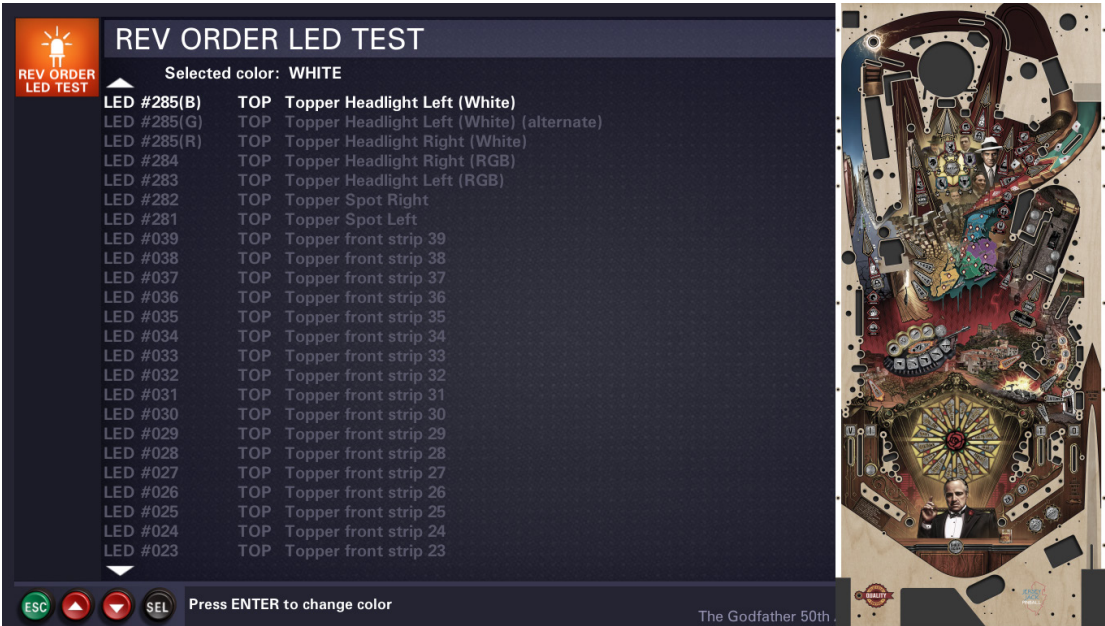 REV ORDER LED TEST
REV ORDER
LED TEST
Selected color: WHITE
LED #285(B) TOP Topper Headlight Left (White)
LED #285(G) TOP Topper Headlight Left (White) (alternate)
LED #285(R) TOP Topper Headlight Right (White)
LED #284 TOP Topper Headlight Right (RGB)
LED #283 TOP Topper Headlight Left (RGB)
LED #282 TOP Topper Spot Right
LED #281 TOP Topper Spot Left
LED #039 TOP Topper front strip 39
LED #038 TOP Topper front strip 38
LED #037 TOP Topper front strip 37
LED #036 TOP Topper front strip 36
LED #035 TOP Topper front strip 35
LED #034 TOP Topper front strip 34
LED #033 TOP Topper front strip 33
LED #032 TOP Topper front strip 32
LED #031 TOP Topper front strip 31
LED #030 TOP Topper front strip 30
LED #029 TOP Topper front strip 29
LED #028 TOP Topper front strip 28
LED #027 TOP Topper front strip 27
LED #026 TOP Topper front strip 26
LED #025 TOP Topper front strip 25
LED #024 TOP Topper front strip 24
LED #023 TOP Topper front strip 23
ESC
SEL
Press ENTER to change color
The Godfather 50th
V I T O
QUALITY